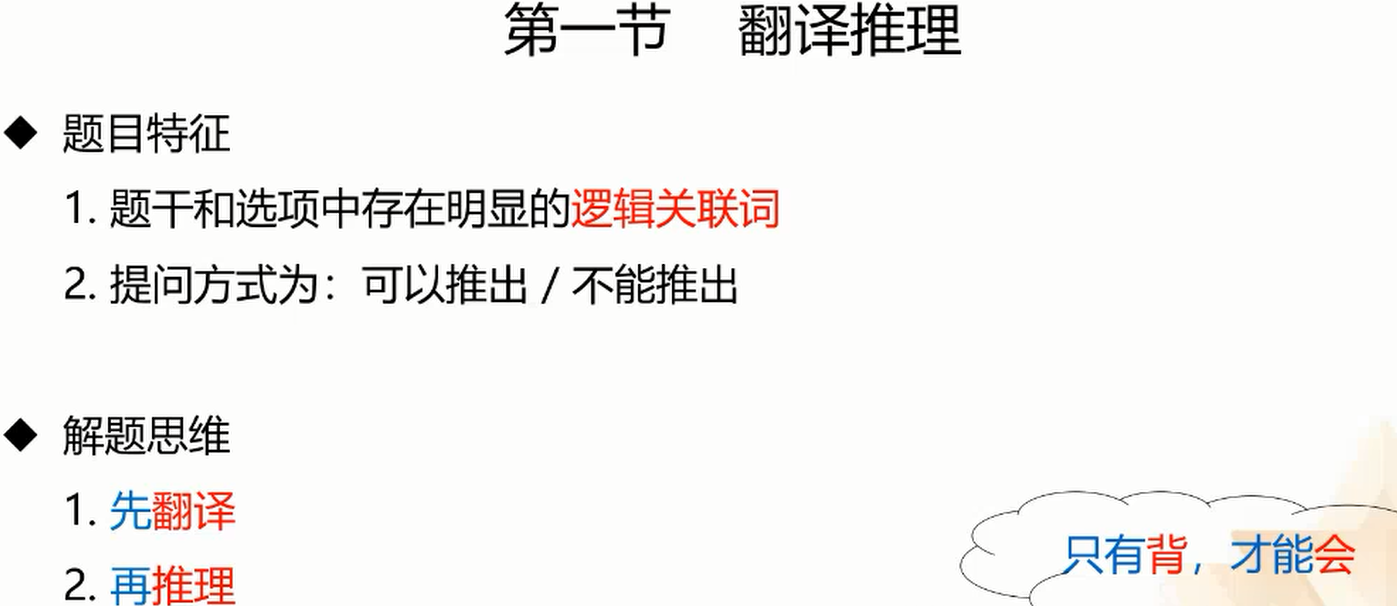 第一节 翻译推理
◆ 题目特征
1. 题干和选项中存在明显的逻辑关联词
2. 提问方式为：可以推出 / 不能推出
◆ 解题思维
1. 先翻译
2. 再推理
只有背，才能会